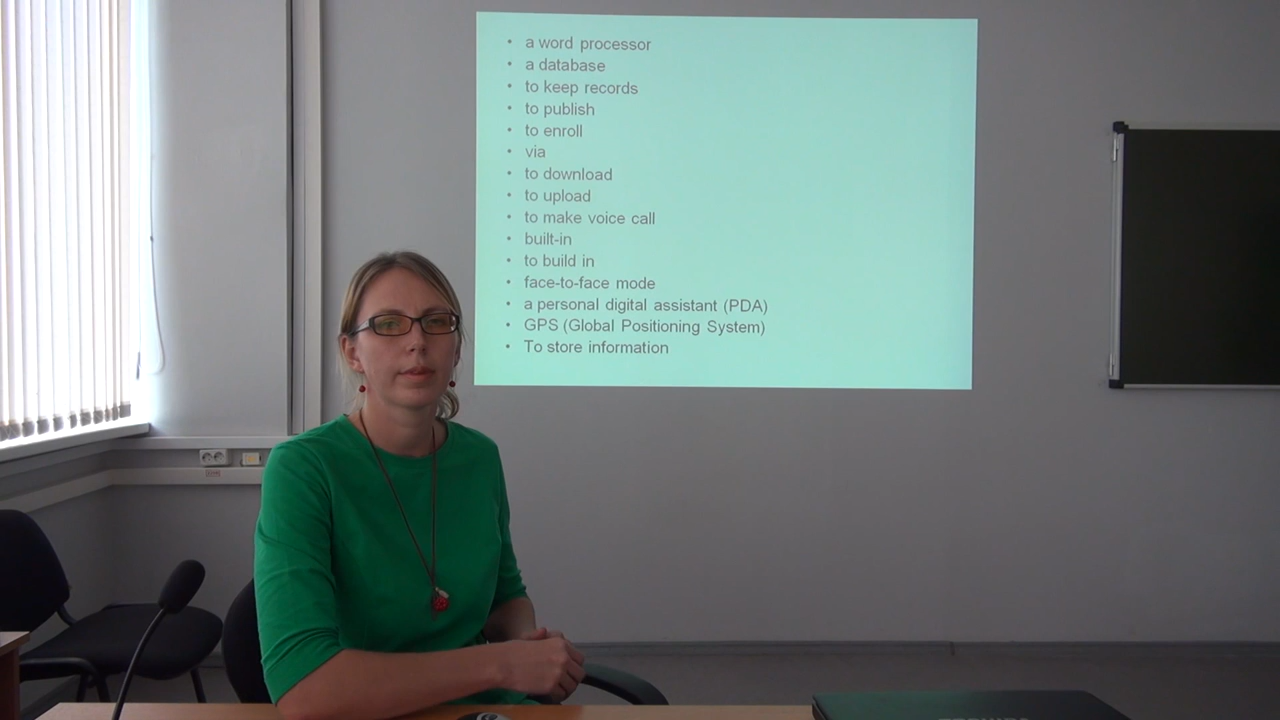 • a word processor
• a database
• to keep records
• to publish
• to enroll
• via
• to download
• to upload
• to make voice call
• built-in
• to build in
• face-to-face mode
• a personal digital assistant (PDA)
• GPS (Global Positioning System)
• To store information